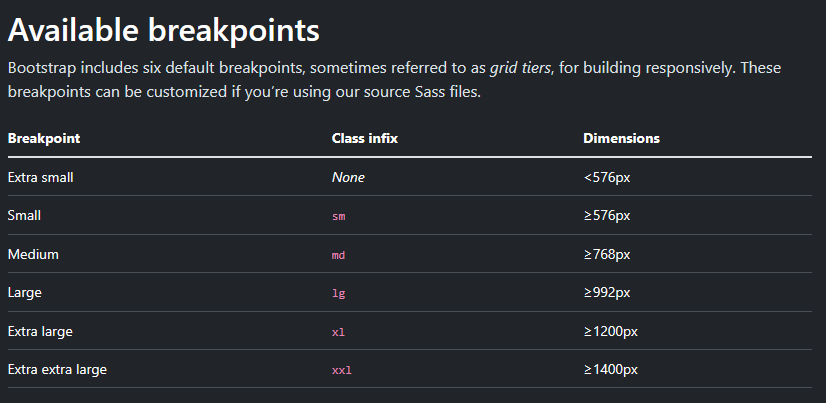 Available breakpoints
Bootstrap includes six default breakpoints, sometimes referred to as grid tiers, for building responsively. These
breakpoints can be customized if you’re using our source Sass files.
Breakpoint Class infix Dimensions
Extra small None <576px
Small sm ≥576px
Medium md ≥768px
Large lg ≥992px
Extra large xl ≥1200px
Extra extra large xxl ≥1400px